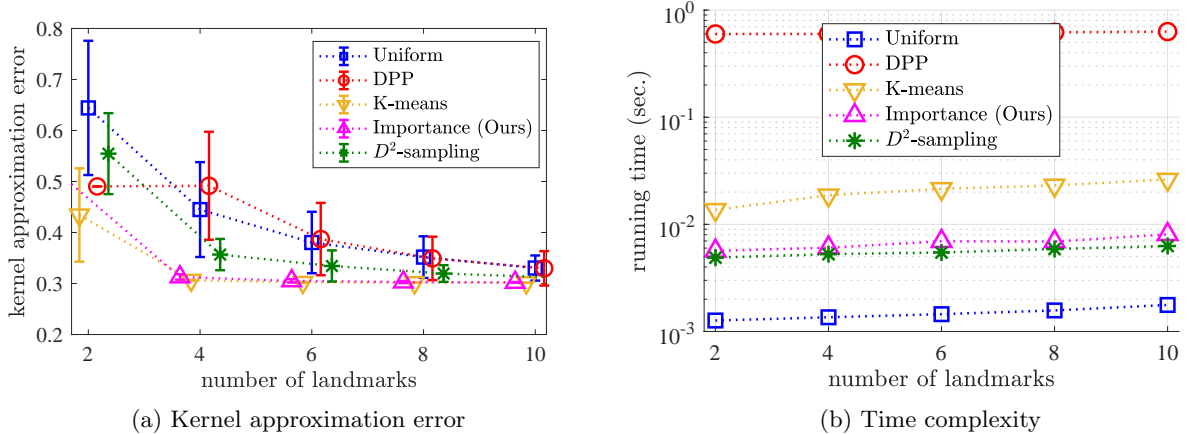 0.8
0.7
0.6
0.5
0.4
0.3
0.2
kernel approximation error
2 4 6 8 10
number of landmarks
Uniform
DPP
K-means
Importance (Ours)
D²-sampling
(a) Kernel approximation error
10⁰
10⁻¹
10⁻²
10⁻³
running time (sec.)
2 4 6 8 10
number of landmarks
Uniform
DPP
K-means
Importance (Ours)
D²-sampling
(b) Time complexity